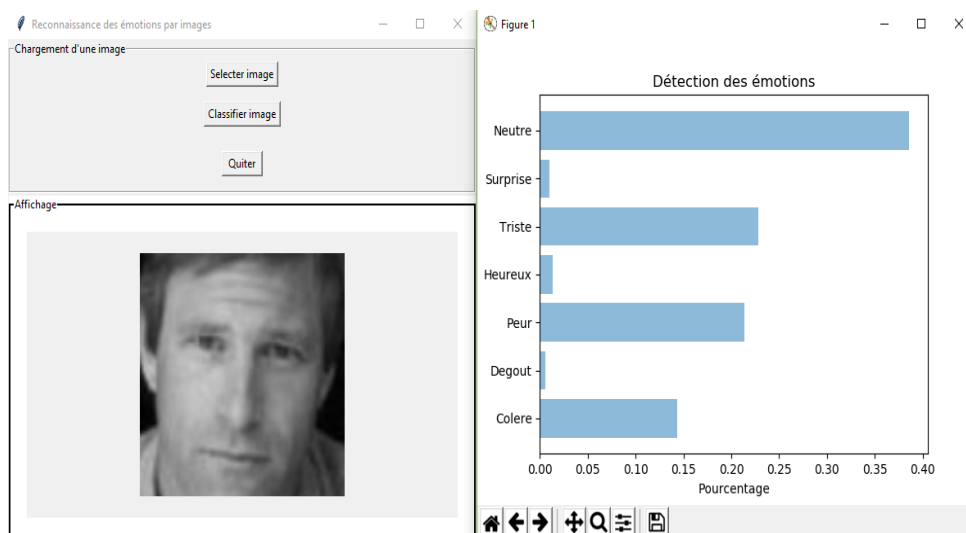 Reconnaissance des émotions par images
Chargement d'une image
Selecter image
Classifier image
Quiter
Affichage
Figure 1
Détection des émotions
Neutre
Surprise
Triste
Heureux
Peur
Degout
Colere
0.00 0.05 0.10 0.15 0.20 0.25 0.30 0.35 0.40
Pourcentage